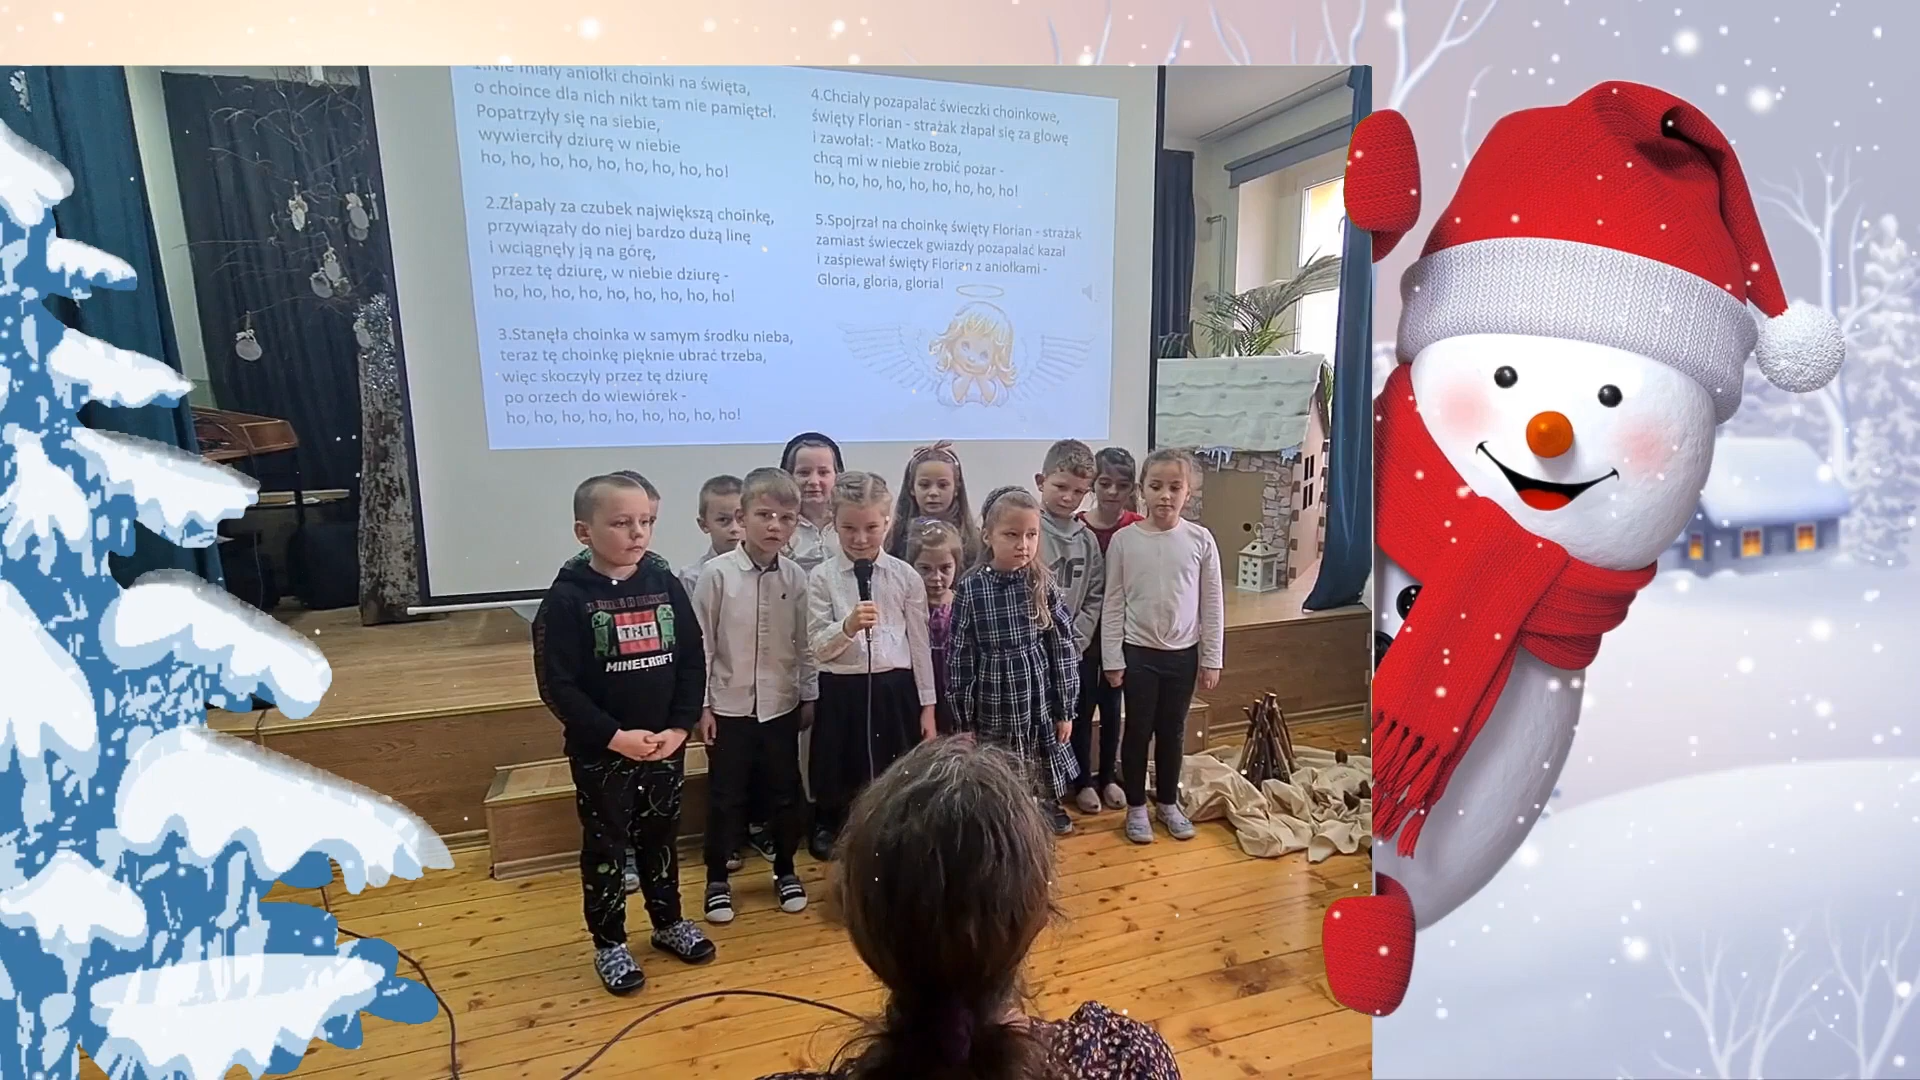 1.Nie miały aniołki choinki na święta,
o choince dla nich nikt tam nie pamiętał.
Popatrzyły się na siebie,
wywierciły dziurę w niebie
ho, ho, ho, ho, ho, ho, ho, ho, ho!
2.Złapały za czubek największą choinkę,
przywiązały do niej bardzo dużą linę
i wciągnęły ją na górę,
przez tę dziurę, w niebie dziurę -
ho, ho, ho, ho, ho, ho, ho, ho, ho!
3.Stanęła choinka w samym środku nieba,
teraz tę choinkę pięknie ubrać trzeba,
więc skoczyły przez tę dziurę
po orzech do wiewiórek -
ho, ho, ho, ho, ho, ho, ho, ho, ho!
4.Chciały pozapalać świeczki choinkowe,
święty Florian - strażak złapał się za głowę
i zawołał: - Matko Boża,
chcą mi w niebie zrobić pożar -
ho, ho, ho, ho, ho, ho, ho, ho, ho!
5.Spojrzał na choinkę święty Florian - strażak
zamiast świeczek gwiazdy pozapalać kazał
i zaśpiewał święty Florian z aniołkami -
Gloria, gloria, gloria!
TNT
MINECRAFT